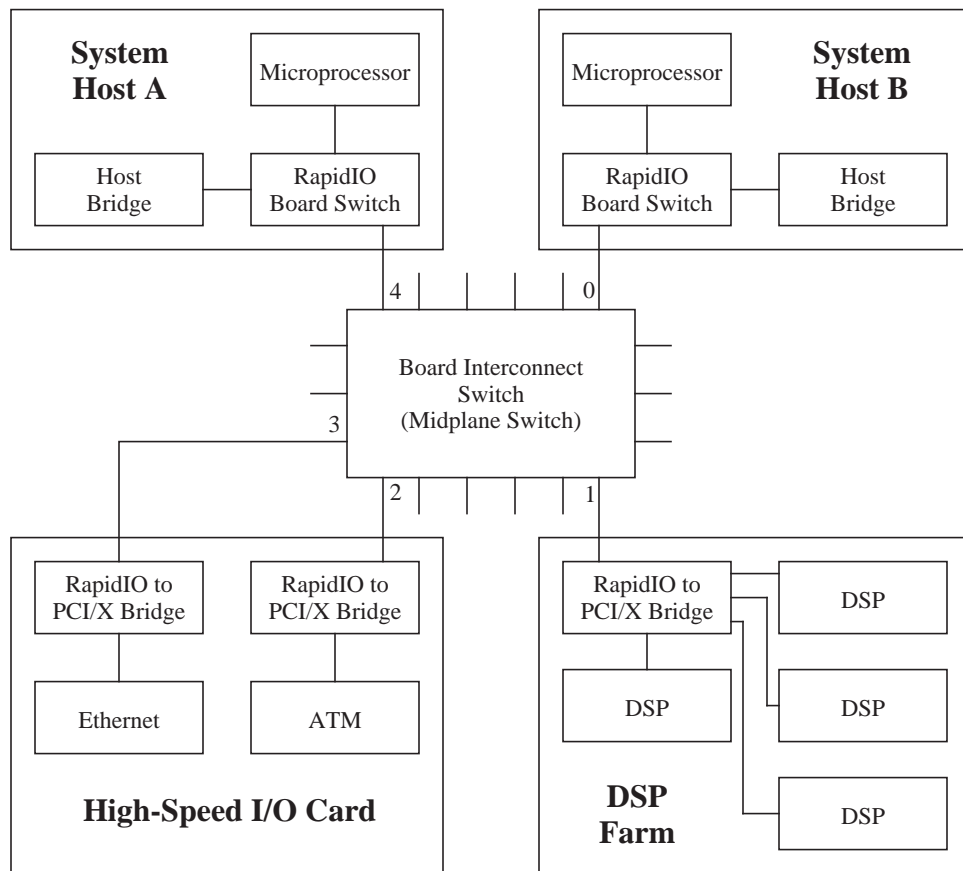 System
Host A
Microprocessor
Host
Bridge
RapidIO
Board Switch
Microprocessor
System
Host B
RapidIO
Board Switch
Host
Bridge
4
0
Board Interconnect
Switch
(Midplane Switch)
3
2
1
RapidIO to
PCI/X Bridge
RapidIO to
PCI/X Bridge
Ethernet
ATM
High-Speed I/O Card
RapidIO to
PCI/X Bridge
DSP
DSP
DSP
DSP
DSP
Farm